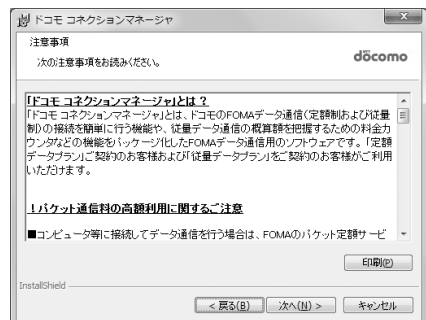 ドコモ コネクションマネージャ
注意事項
次の注意事項をお読みください。
döcomo
「ドコモ コネクションマネージャ」とは？
「ドコモ コネクションマネージャ」とは、ドコモのFOMAデータ通信（定額制および従量
制）の接続を簡単に行う機能や、従量データ通信の概算額を把握するための料金カ
ウンタなどの機能をパッケージ化したFOMAデータ通信用のソフトウェアです。「定額
データプラン」ご契約のお客様および「従量データプラン」をご契約のお客様がご利用
いただけます。
！パケット通信料の高額利用に関するご注意
■コンピュータ等に接続してデータ通信を行う場合は、FOMAのパケット定額サービ
印刷(P)
InstallShield
< 戻る(B)
次へ(N) >
キャンセル